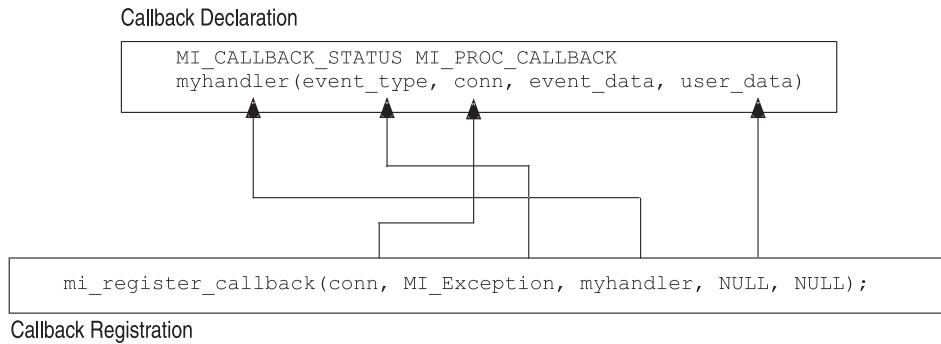 Callback Declaration
MI_CALLBACK_STATUS MI_PROC_CALLBACK
myhandler(event_type, conn, event_data, user_data)
mi_register_callback(conn, MI_Exception, myhandler, NULL, NULL);
Callback Registration